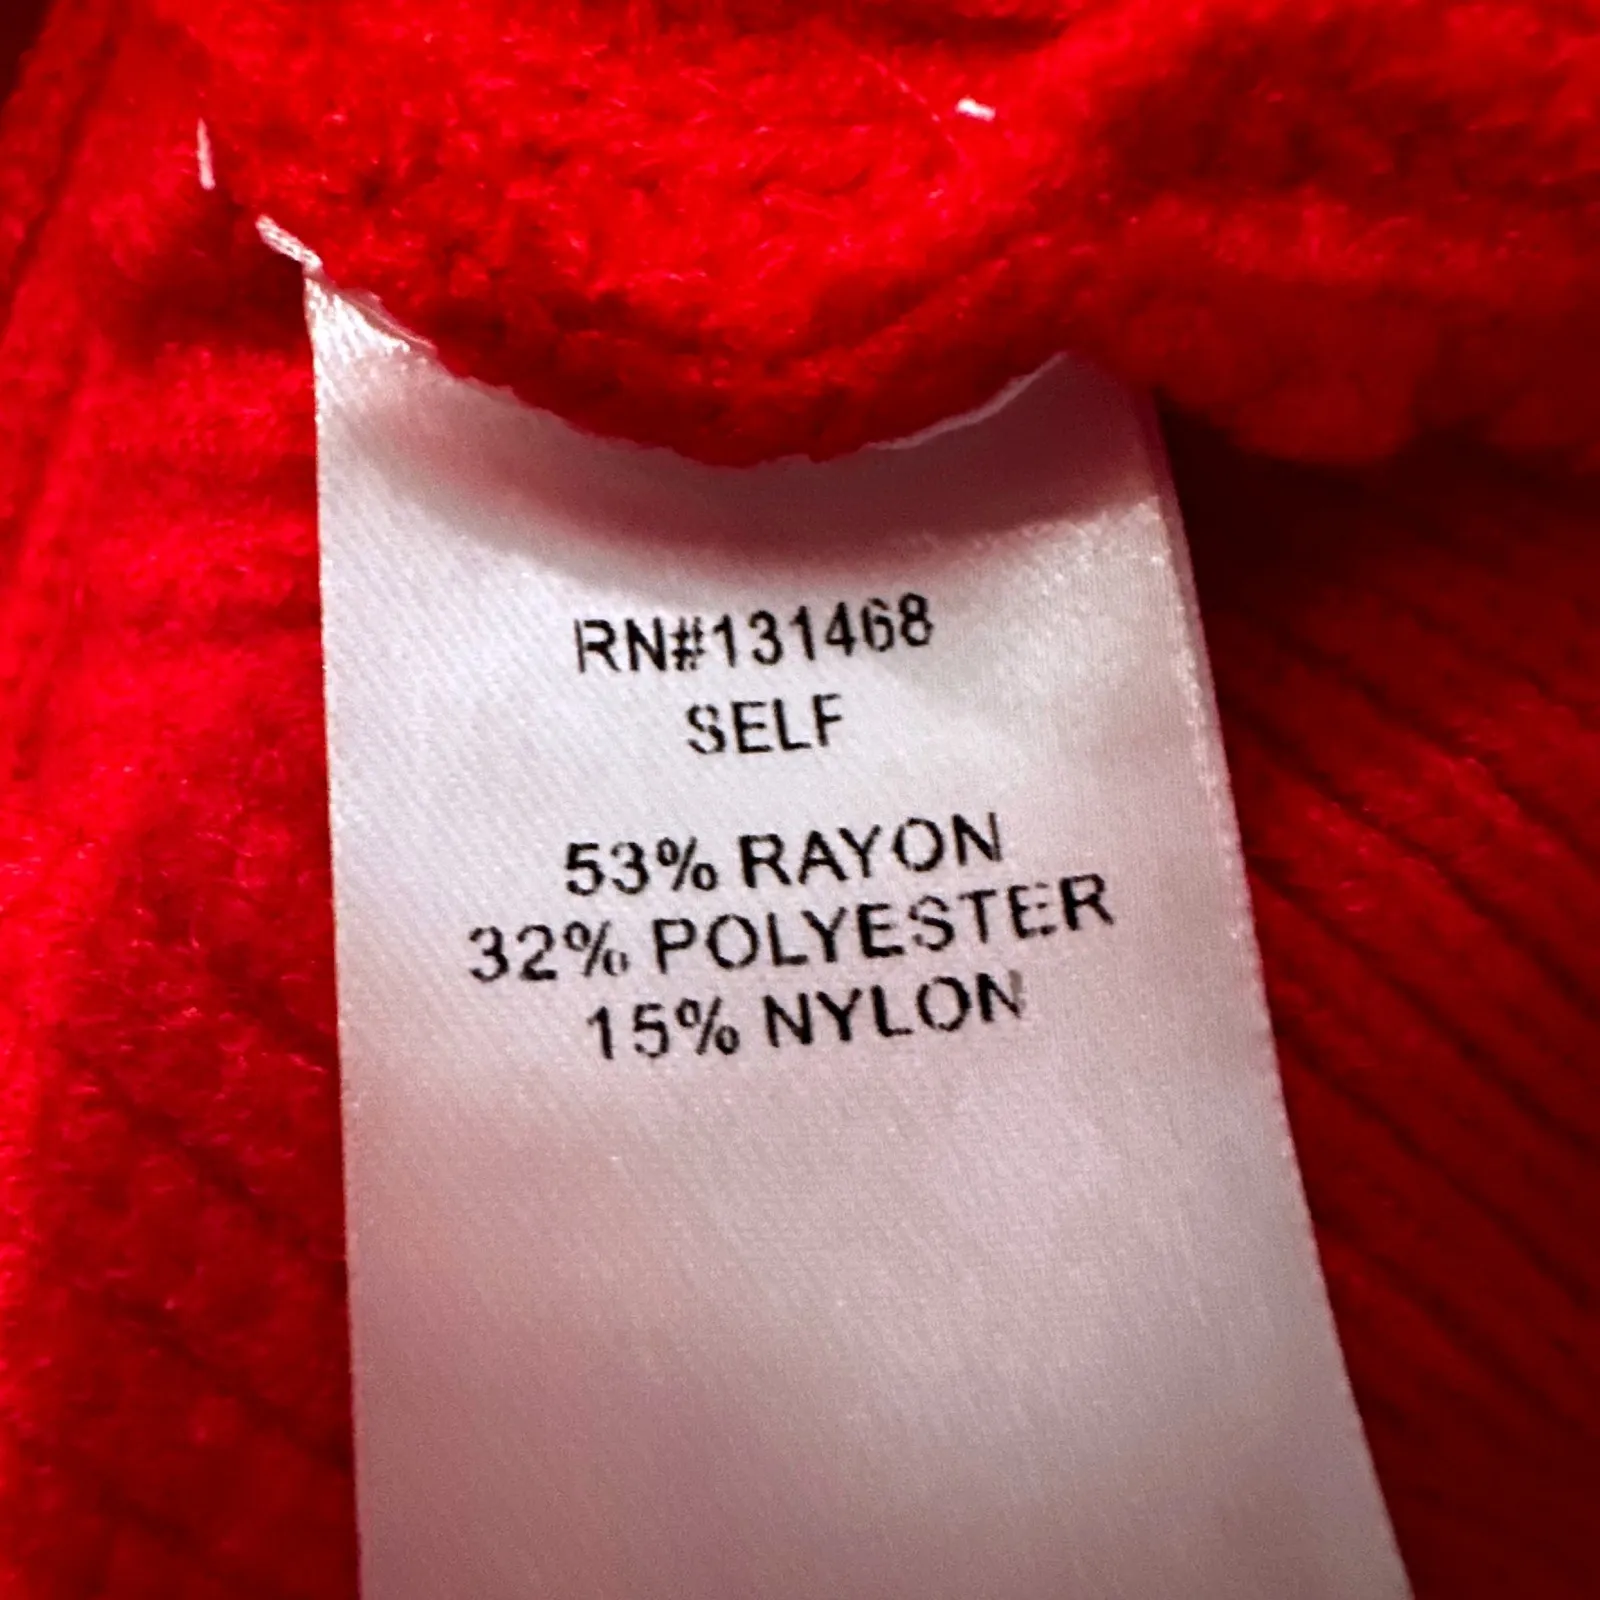 RN#131468
SELF
53% RAYON
32% POLYESTER
15% NYLON